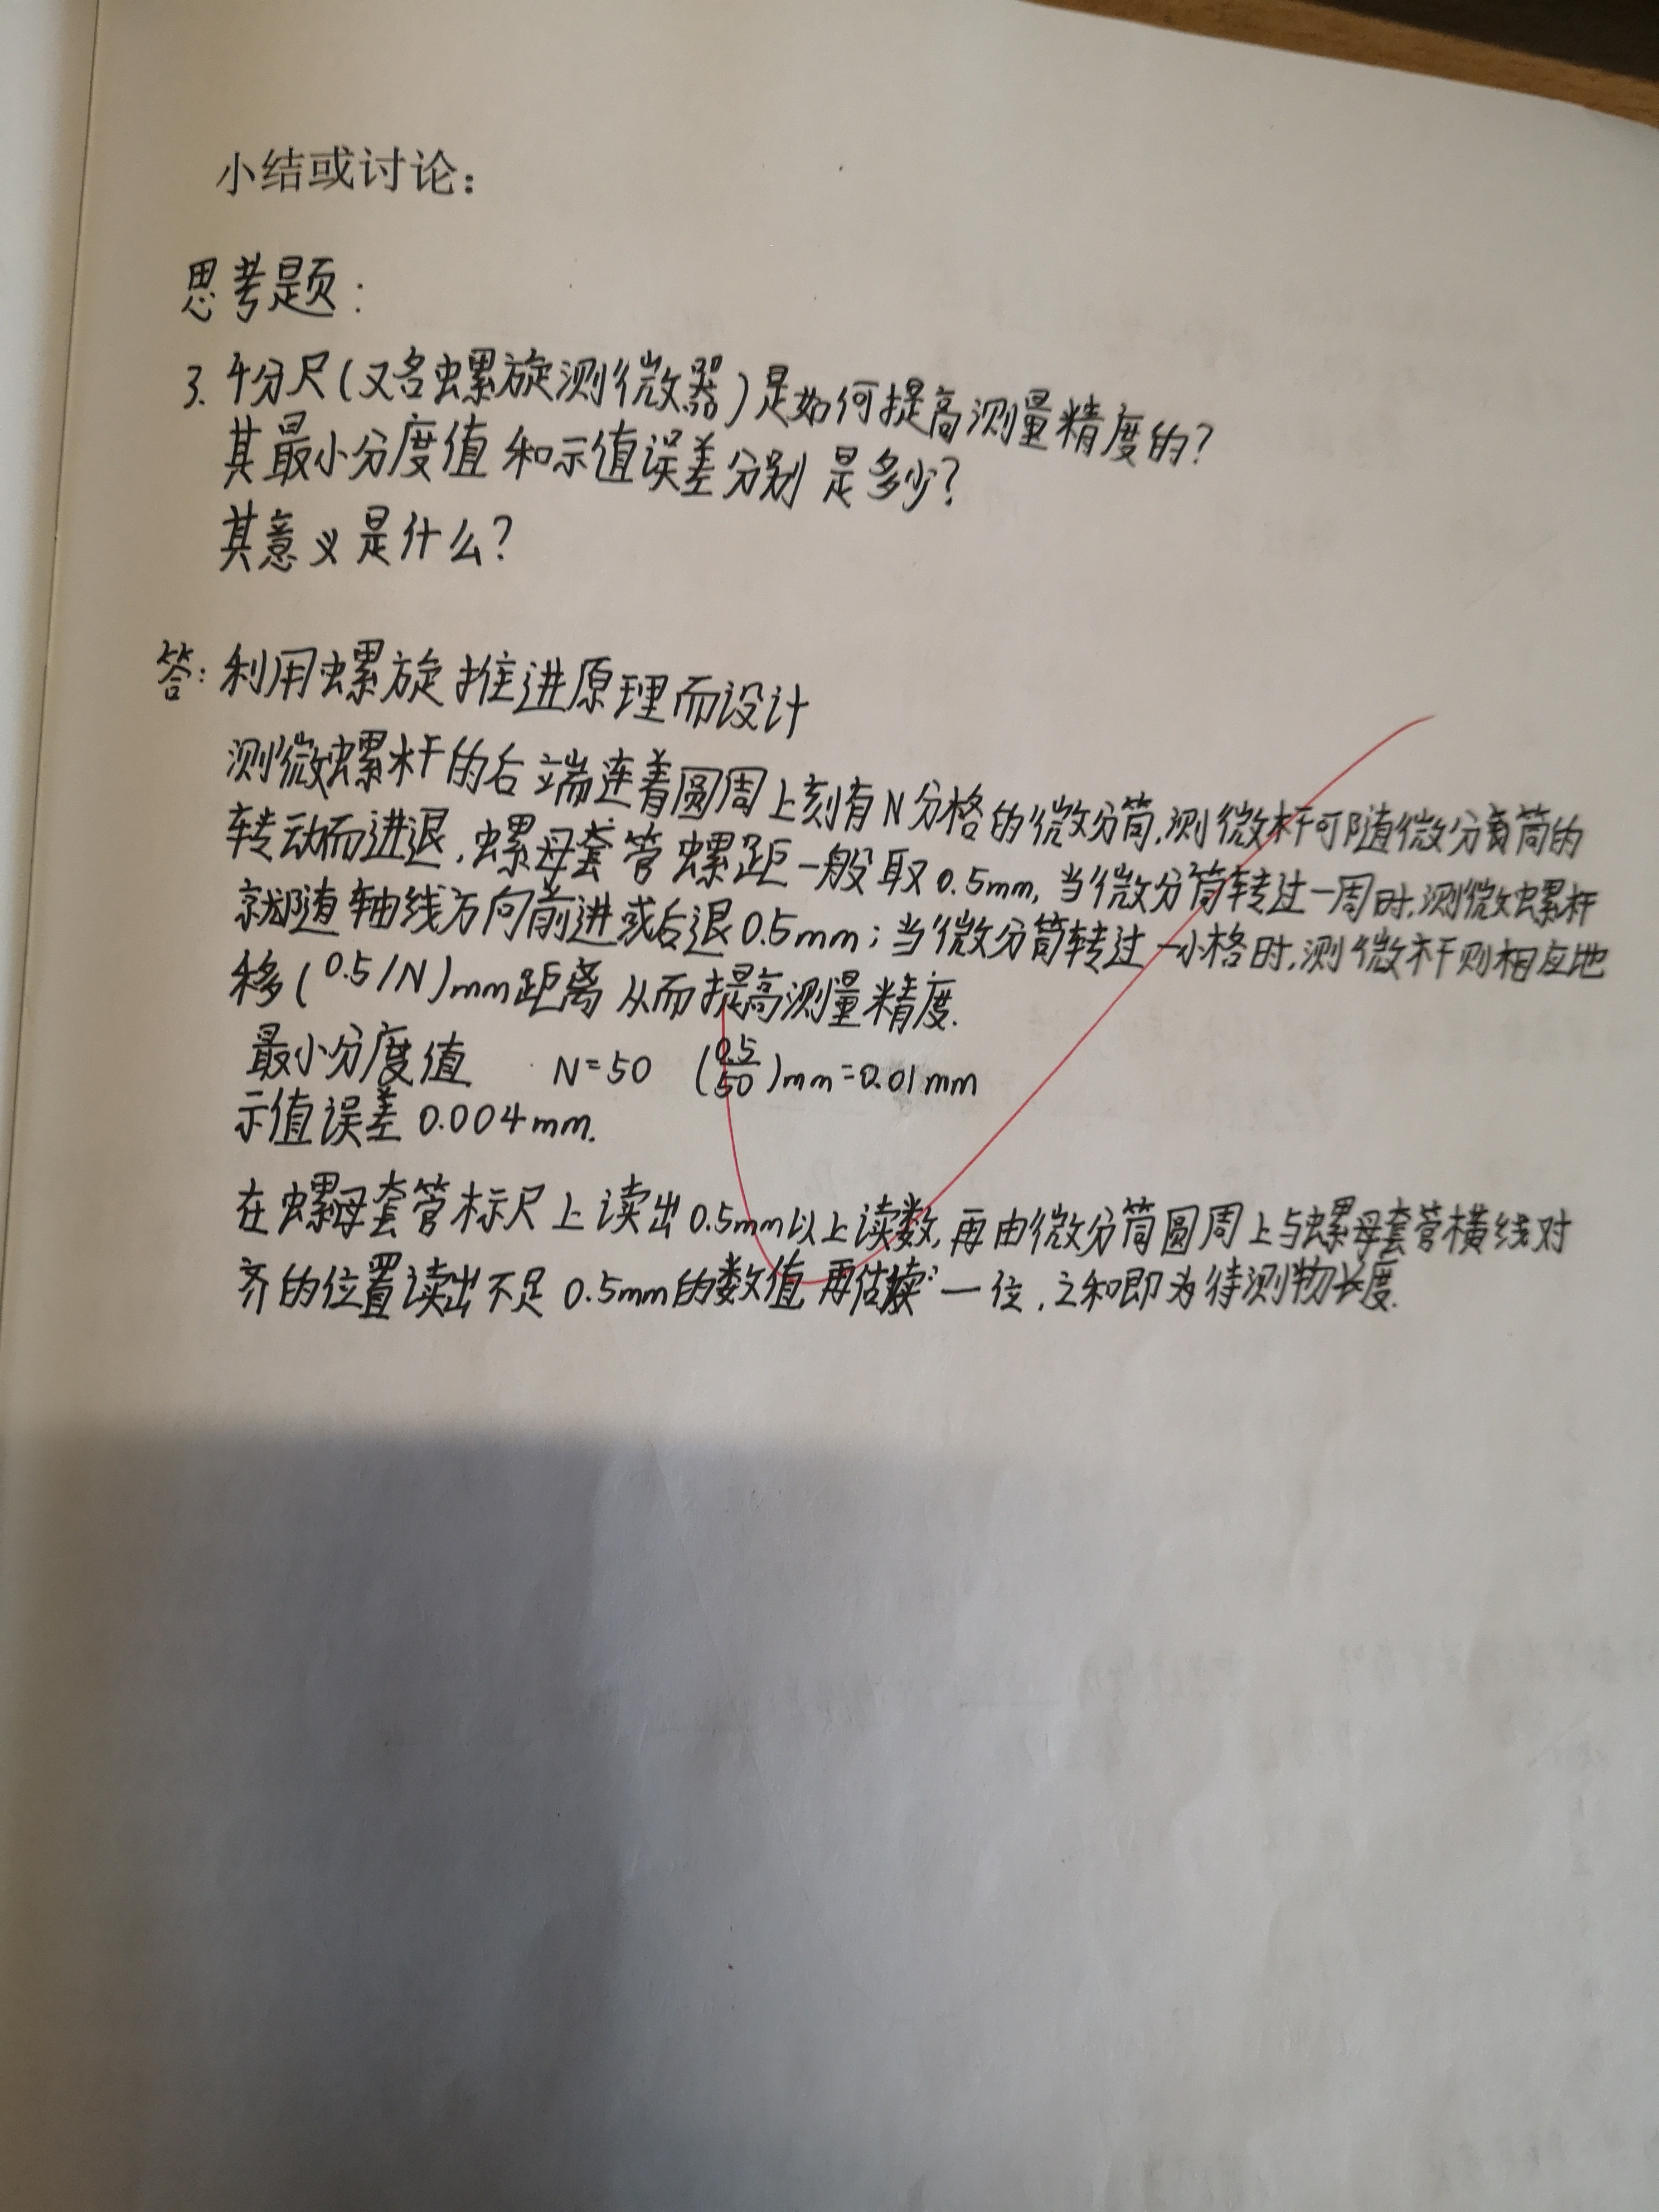 小结或讨论：
思考题：
3. 千分尺(又名螺旋测微器)是如何提高测量精度的?
其最小分度值和示值误差分别是多少?
其意义是什么?
答: 利用螺旋推进原理而设计
测微螺杆的后端连着圆周上刻有N分格的微分筒,测微杆可随微分筒的
转动而进退,螺母套管螺距一般取0.5mm,当微分筒转过一周时,测微螺杆
就随轴线方向前进或后退0.5mm;当微分筒转过一小格时,测微杆则相应地
移(0.5/N)mm距离从而提高测量精度.
最小分度值 N=50 (0.5/50)mm=0.01mm
示值误差0.004mm.
在螺母套管标尺上读出0.5mm以上读数,再由微分筒圆周上与螺母套管横线对
齐的位置读出不足0.5mm的数值,再估读一位,之和即为待测物长度.